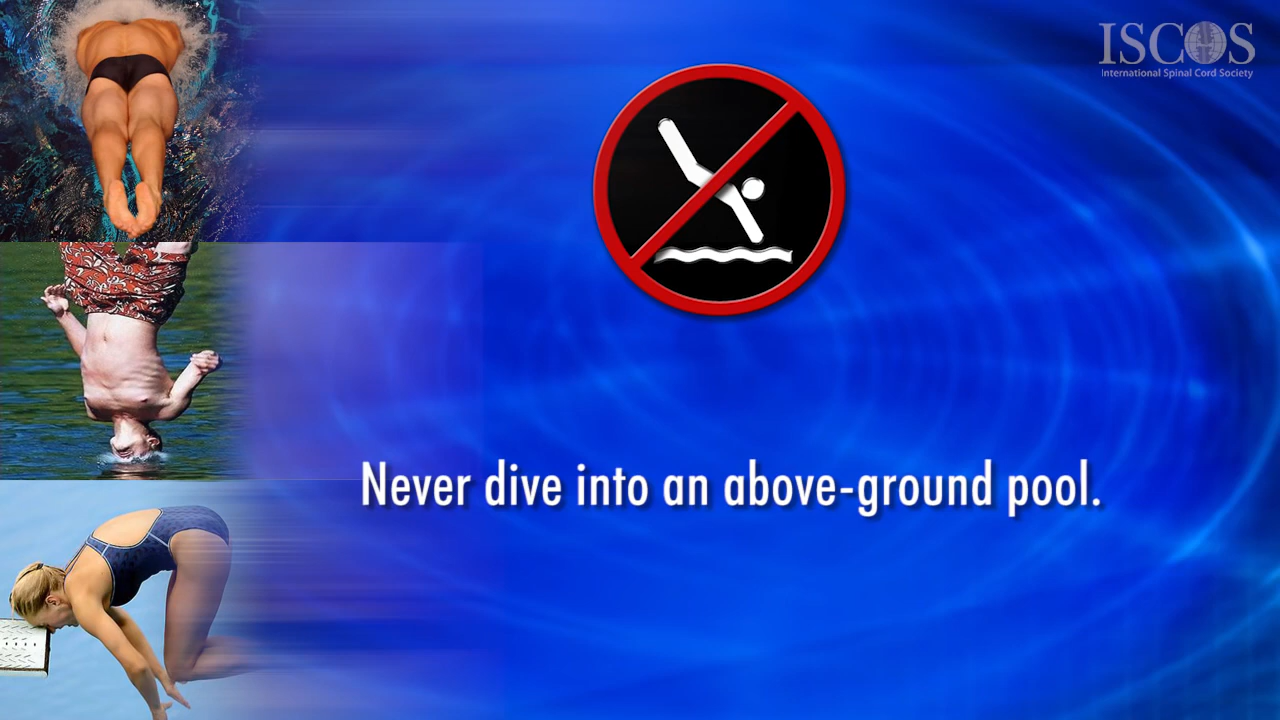 ISCOS
International Spinal Cord Society
Never dive into an above-ground pool.